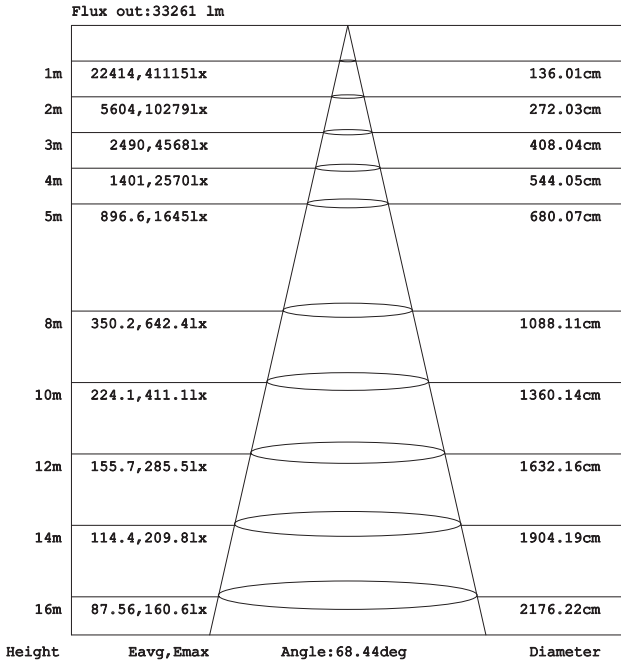 Flux out:33261 lm
1m 22414,41115lx 136.01cm
2m 5604,10279lx 272.03cm
3m 2490,4568lx 408.04cm
4m 1401,2570lx 544.05cm
5m 896.6,1645lx 680.07cm
8m 350.2,642.4lx 1088.11cm
10m 224.1,411.1lx 1360.14cm
12m 155.7,285.5lx 1632.16cm
14m 114.4,209.8lx 1904.19cm
16m 87.56,160.6lx 2176.22cm
Height Eavg,Emax Angle:68.44deg Diameter